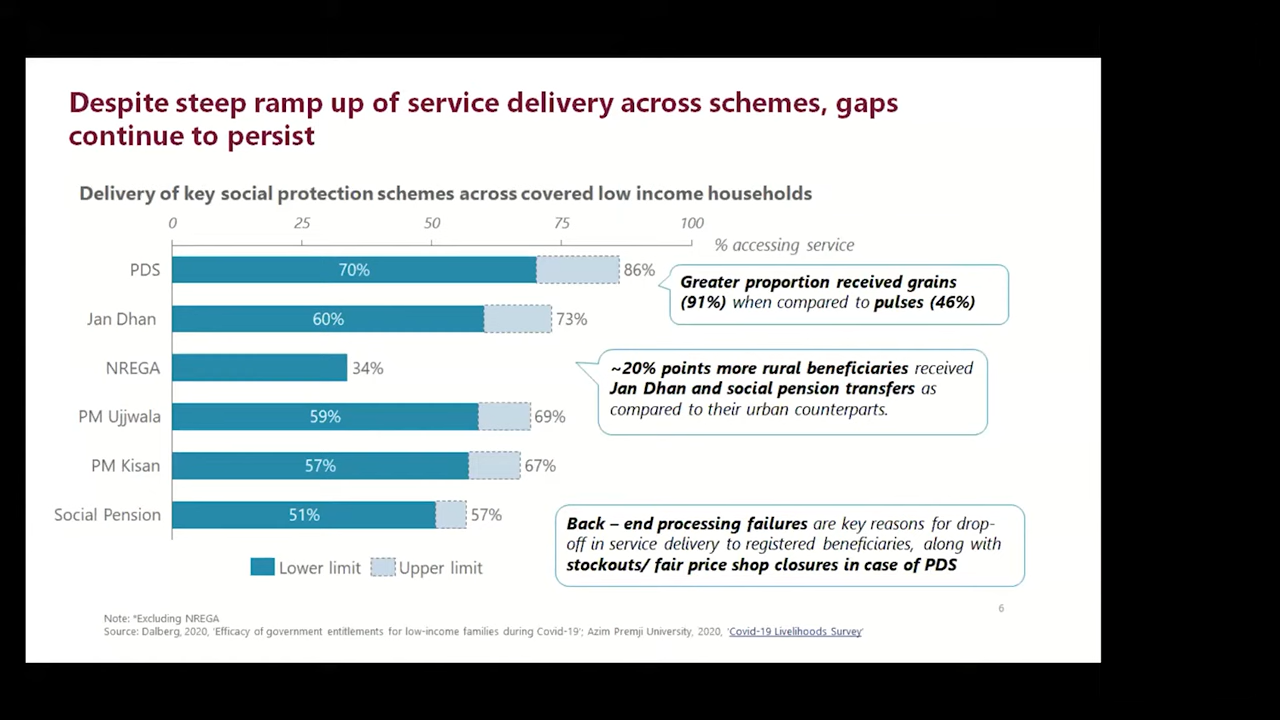 Despite steep ramp up of service delivery across schemes, gaps
continue to persist
Delivery of key social protection schemes across covered low income households
0 25 50 75 100
% accessing service
PDS 70% 86%
Greater proportion received grains
(91%) when compared to pulses (46%)
Jan Dhan 60% 73%
NREGA 34%
~20% points more rural beneficiaries received
Jan Dhan and social pension transfers as
compared to their urban counterparts.
PM Ujjwala 59% 69%
PM Kisan 57% 67%
Social Pension 51% 57%
Back – end processing failures are key reasons for drop-
off in service delivery to registered beneficiaries, along with
stockouts/ fair price shop closures in case of PDS
Lower limit Upper limit
6
Note: *Excluding NREGA
Source: Dalberg, 2020, 'Efficacy of government entitlements for low-income families during Covid-19'; Azim Premji University, 2020, 'Covid-19 Livelihoods Survey'